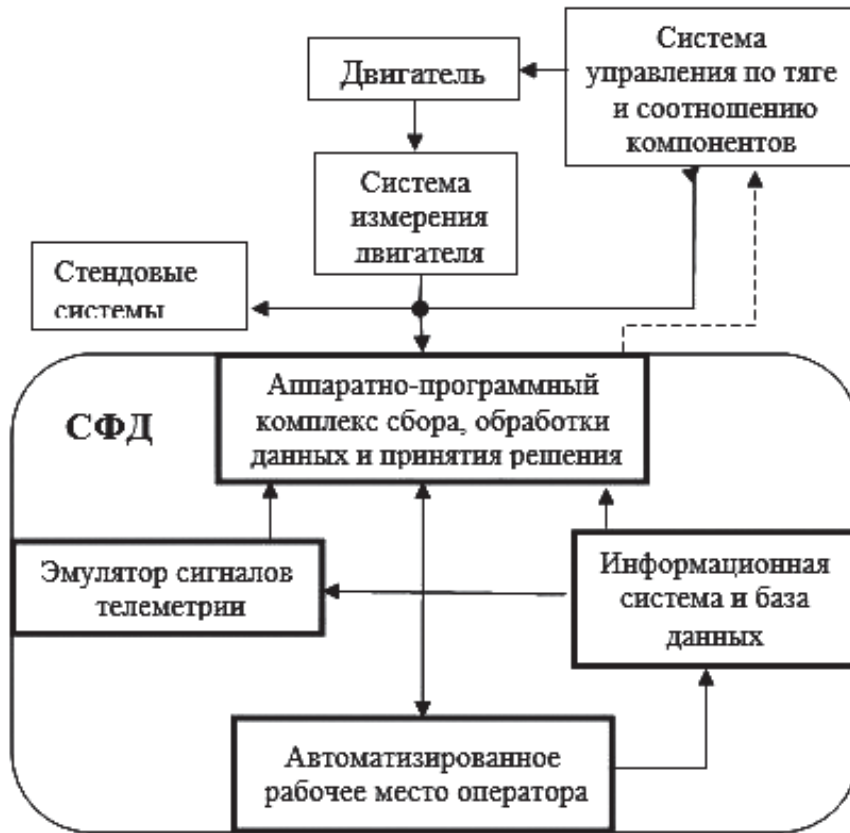 Система
управления по тяге
и соотношению
компонентов
Двигатель
Система
измерения
двигателя
Стендовые
системы
СФД
Аппаратно-программный
комплекс сбора, обработки
данных и принятия решения
Эмулятор сигналов
телеметрии
Информационная
система и база
данных
Автоматизированное
рабочее место оператора